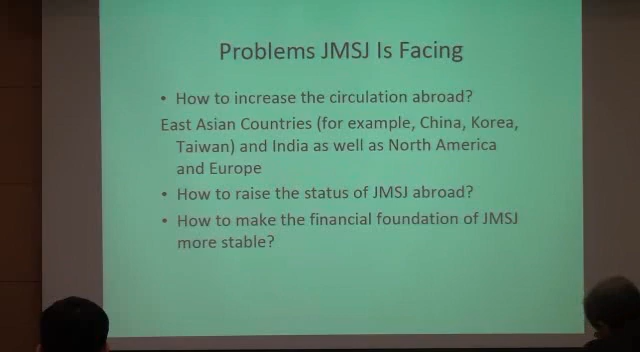 Problems JMSJ Is Facing
• How to increase the circulation abroad?
East Asian Countries (for example, China, Korea,
Taiwan) and India as well as North America
and Europe
• How to raise the status of JMSJ abroad?
• How to make the financial foundation of JMSJ
more stable?